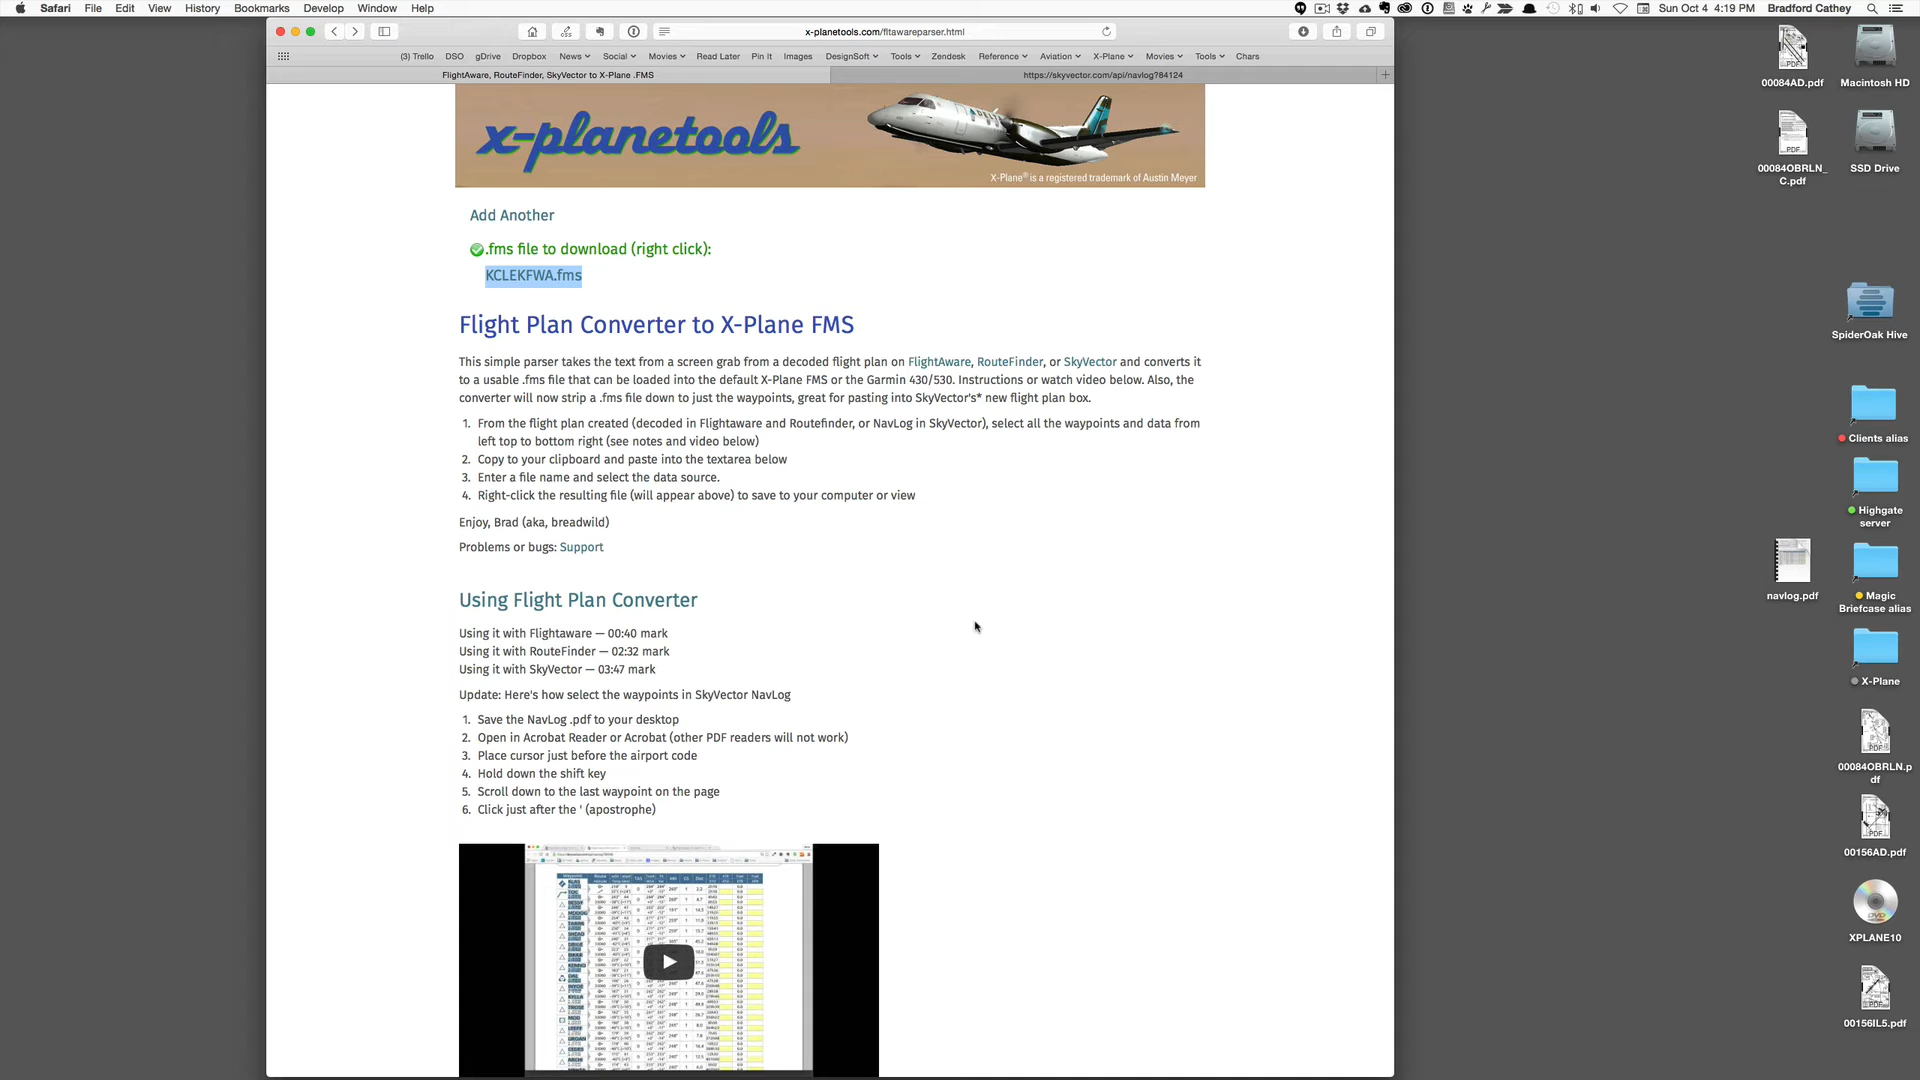 Safari File Edit View History Bookmarks Develop Window Help
Sun Oct 4 4:19 PM Bradford Cathey
x-planetools.com/fltawareparser.html
(3) Trello DSO gDrive Dropbox News Social Movies Read Later Pin It Images DesignSoft Tools Zendesk Reference Aviation X-Plane Movies Tools Chars
FlightAware, RouteFinder, SkyVector to X-Plane .FMS
https://skyvector.com/api/navlog?84124
x-planetools
X-Plane® is a registered trademark of Austin Meyer
Add Another
.fms file to download (right click):
KCLEKFWA.fms
Flight Plan Converter to X-Plane FMS
This simple parser takes the text from a screen grab from a decoded flight plan on FlightAware, RouteFinder, or SkyVector and converts it
to a usable .fms file that can be loaded into the default X-Plane FMS or the Garmin 430/530. Instructions or watch video below. Also, the
converter will now strip a .fms file down to just the waypoints, great for pasting into SkyVector's* new flight plan box.
1. From the flight plan created (decoded in Flightaware and Routefinder, or NavLog in SkyVector), select all the waypoints and data from
left top to bottom right (see notes and video below)
2. Copy to your clipboard and paste into the textarea below
3. Enter a file name and select the data source.
4. Right-click the resulting file (will appear above) to save to your computer or view
Enjoy, Brad (aka, breadwild)
Problems or bugs: Support
Using Flight Plan Converter
Using it with Flightaware — 00:40 mark
Using it with RouteFinder — 02:32 mark
Using it with SkyVector — 03:47 mark
Update: Here's how select the waypoints in SkyVector NavLog
1. Save the NavLog .pdf to your desktop
2. Open in Acrobat Reader or Acrobat (other PDF readers will not work)
3. Place cursor just before the airport code
4. Hold down the shift key
5. Scroll down to the last waypoint on the page
6. Click just after the ' (apostrophe)
00084AD.pdf
Macintosh HD
00084OBRLN_
C.pdf
SSD Drive
SpiderOak Hive
Clients alias
Highgate
server
navlog.pdf
Magic
Briefcase alias
X-Plane
00084OBRLN.p
df
00156AD.pdf
XPLANE10
00156IL5.pdf